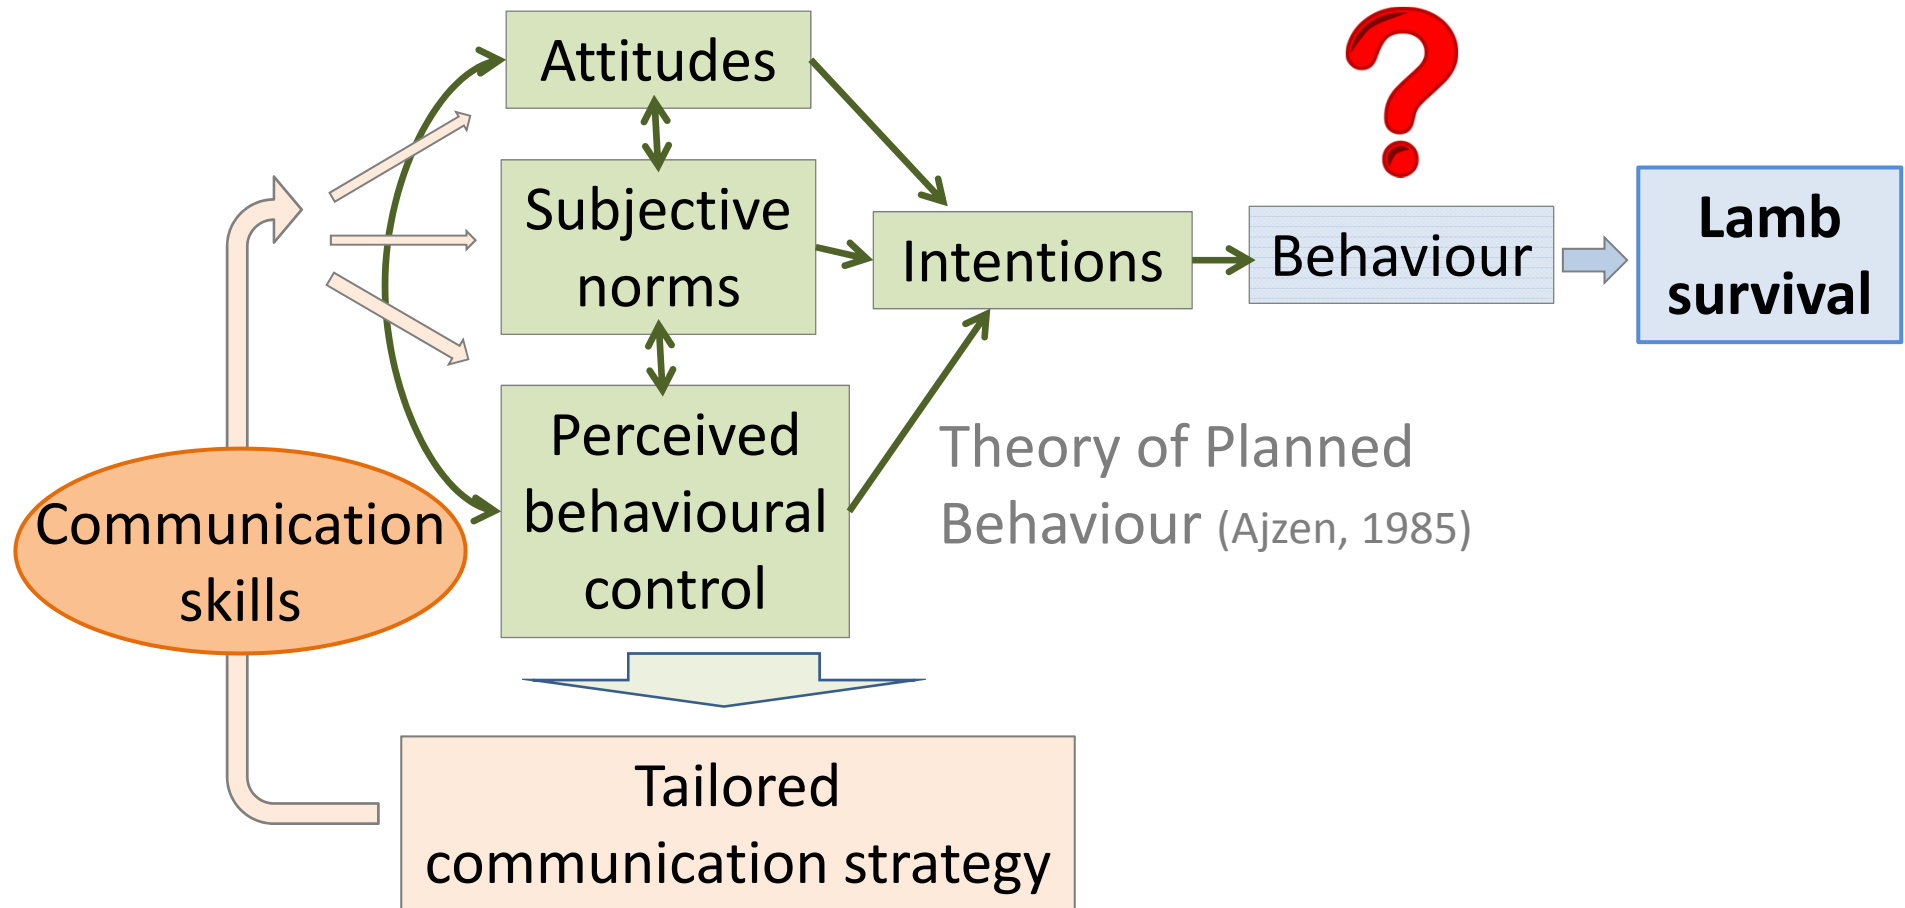 Attitudes
Subjective
norms
Perceived
behavioural
control
Intentions
Behaviour
Lamb
survival
Theory of Planned
Behaviour (Ajzen, 1985)
Communication
skills
Tailored
communication strategy